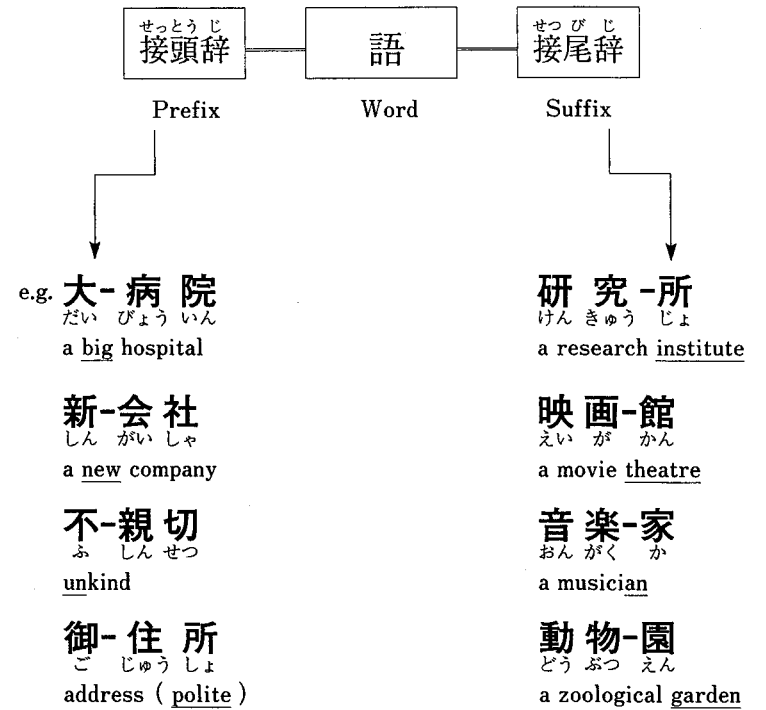 せっとうじ
接頭辞
語
せつびじ
接尾辞
Prefix
Word
Suffix
e.g. 大-病院
だい びょう いん
a big hospital
新-会社
しん がい しゃ
a new company
不-親切
ふ しん せつ
unkind
御-住所
ご じゅう しょ
address ( polite )
研究-所
けん きゅう じょ
a research institute
映画-館
えい が かん
a movie theatre
音楽-家
おん がく か
a musician
動物-園
どう ぶつ えん
a zoological garden